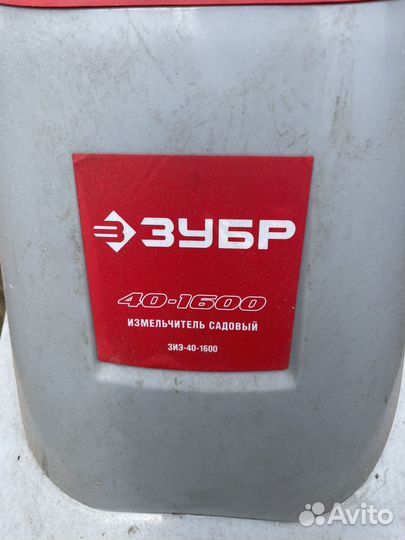 ЗУБР
40-1600
ИЗМЕЛЬЧИТЕЛЬ САДОВЫЙ
ЗИЭ-40-1600
Avito